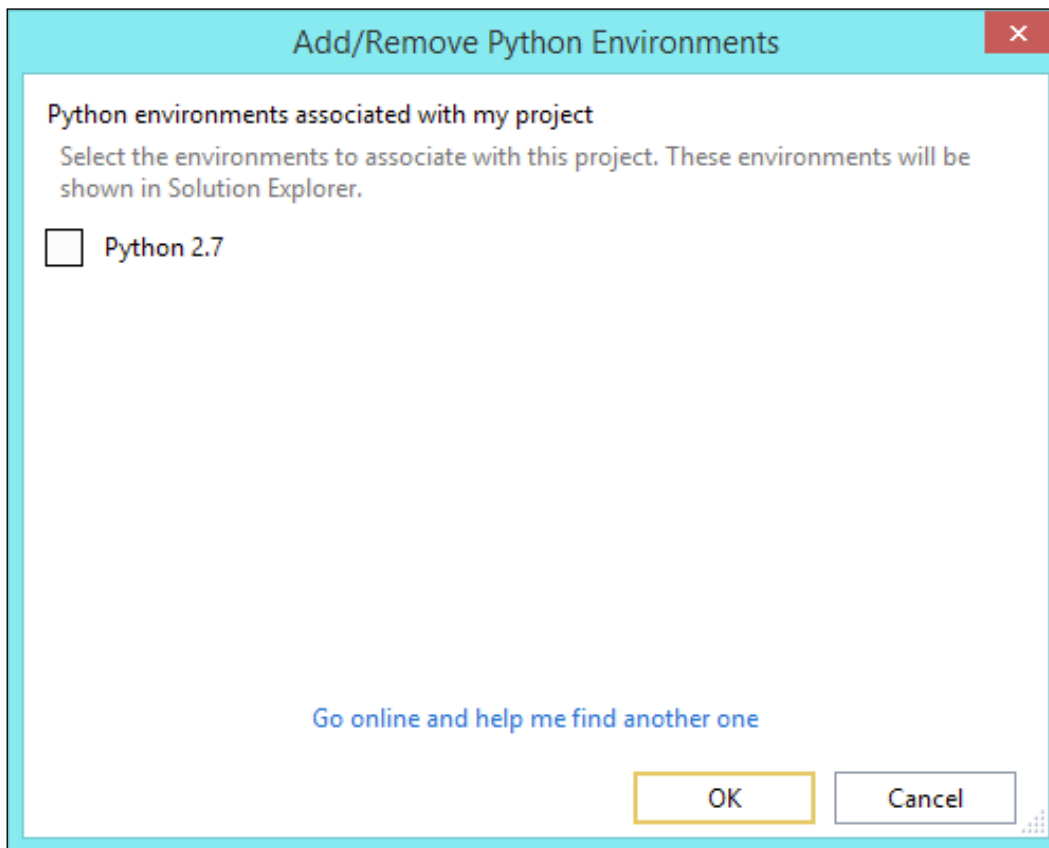 Add/Remove Python Environments
Python environments associated with my project
Select the environments to associate with this project. These environments will be
shown in Solution Explorer.
Python 2.7
Go online and help me find another one
OK
Cancel